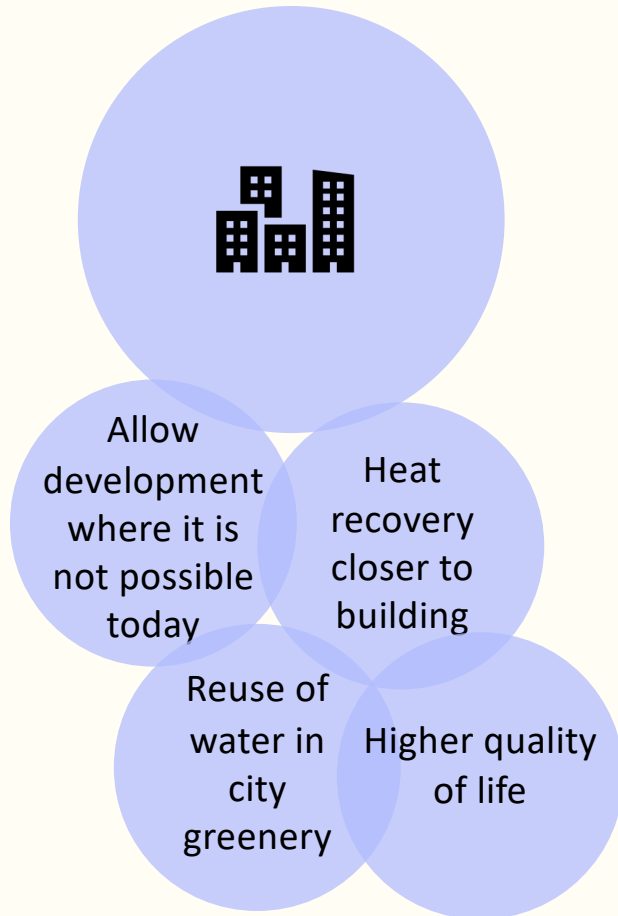 Allow
development
where it is
not possible
today
Heat
recovery
closer to
building
Reuse of
water in
city
greenery
Higher quality
of life